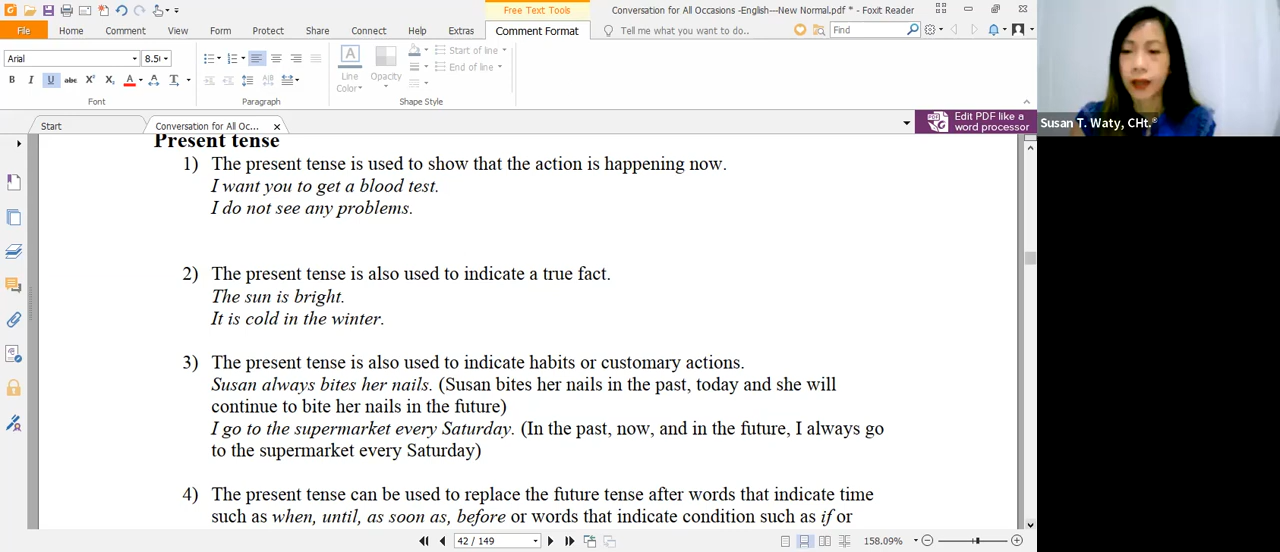 Free Text Tools
Conversation for All Occasions -English---New Normal.pdf * - Foxit Reader
File Home Comment View Form Protect Share Connect Help Extras Comment Format Tell me what you want to do.. Find
Arial 8.5
B I U abc X² X₂ A A T
Line Color
Opacity
Start of line
End of line
Font Paragraph Shape Style
Start
Conversation for All Occ...
Edit PDF like a word processor
Susan T. Waty, CHt.®
Present tense
1) The present tense is used to show that the action is happening now.
I want you to get a blood test.
I do not see any problems.
2) The present tense is also used to indicate a true fact.
The sun is bright.
It is cold in the winter.
3) The present tense is also used to indicate habits or customary actions.
Susan always bites her nails. (Susan bites her nails in the past, today and she will
continue to bite her nails in the future)
I go to the supermarket every Saturday. (In the past, now, and in the future, I always go
to the supermarket every Saturday)
4) The present tense can be used to replace the future tense after words that indicate time
such as when, until, as soon as, before or words that indicate condition such as if or
42 / 149
158.09%